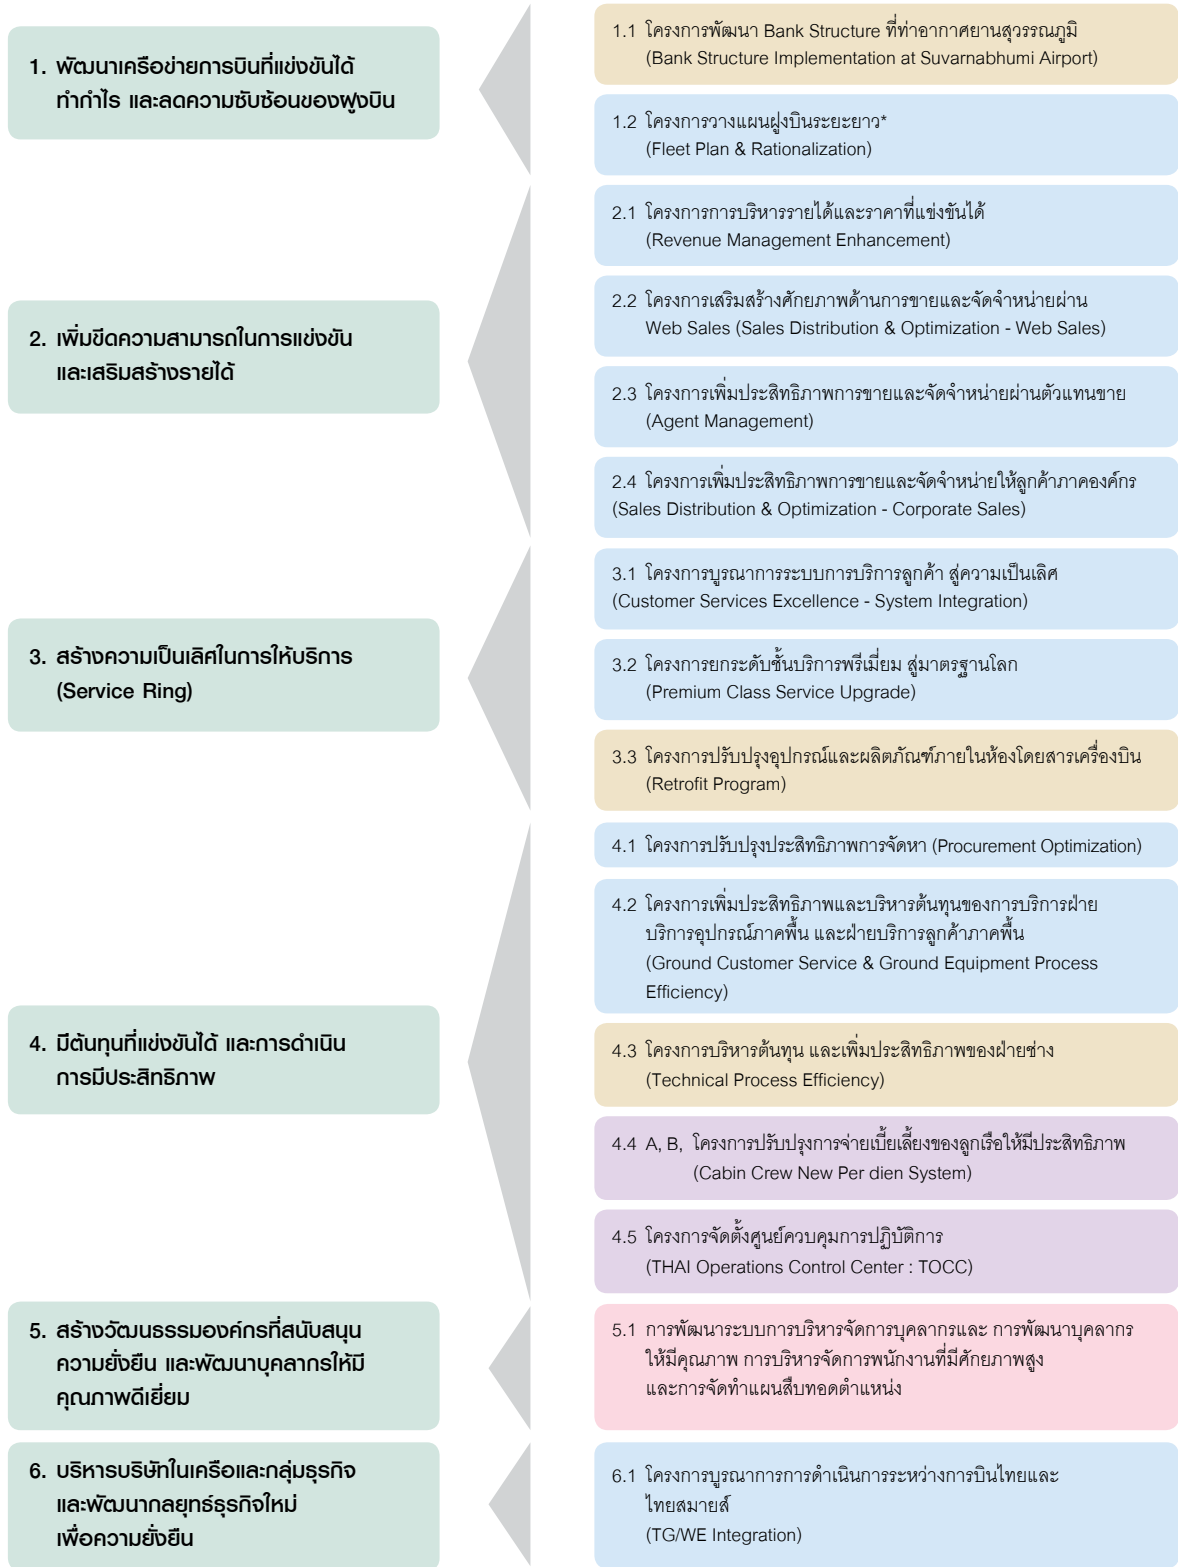 1. พัฒนาเครือข่ายการบินที่แข่งขันได้
ทำกำไร และลดความซับซ้อนของฝูงบิน
1.1 โครงการพัฒนา Bank Structure ที่ท่าอากาศยานสุวรรณภูมิ
(Bank Structure Implementation at Suvarnabhumi Airport)
1.2 โครงการวางแผนฝูงบินระยะยาว*
(Fleet Plan & Rationalization)
2. เพิ่มขีดความสามารถในการแข่งขัน
และเสริมสร้างรายได้
2.1 โครงการการบริหารรายได้และราคาที่แข่งขันได้
(Revenue Management Enhancement)
2.2 โครงการเสริมสร้างศักยภาพด้านการขายและจัดจำหน่ายผ่าน
Web Sales (Sales Distribution & Optimization - Web Sales)
2.3 โครงการเพิ่มประสิทธิภาพการขายและจัดจำหน่ายผ่านตัวแทนขาย
(Agent Management)
2.4 โครงการเพิ่มประสิทธิภาพการขายและจัดจำหน่ายให้ลูกค้าภาคองค์กร
(Sales Distribution & Optimization - Corporate Sales)
3. สร้างความเป็นเลิศในการให้บริการ
(Service Ring)
3.1 โครงการบูรณาการระบบการบริการลูกค้า สู่ความเป็นเลิศ
(Customer Services Excellence - System Integration)
3.2 โครงการยกระดับชั้นบริการพรีเมี่ยม สู่มาตรฐานโลก
(Premium Class Service Upgrade)
3.3 โครงการปรับปรุงอุปกรณ์และผลิตภัณฑ์ภายในห้องโดยสารเครื่องบิน
(Retrofit Program)
4. มีต้นทุนที่แข่งขันได้ และการดำเนิน
การมีประสิทธิภาพ
4.1 โครงการปรับปรุงประสิทธิภาพการจัดหา (Procurement Optimization)
4.2 โครงการเพิ่มประสิทธิภาพและบริหารต้นทุนของการบริการฝ่าย
บริการอุปกรณ์ภาคพื้น และฝ่ายบริการลูกค้าภาคพื้น
(Ground Customer Service & Ground Equipment Process
Efficiency)
4.3 โครงการบริหารต้นทุน และเพิ่มประสิทธิภาพของฝ่ายช่าง
(Technical Process Efficiency)
4.4 A, B, โครงการปรับปรุงการจ่ายเบี้ยเลี้ยงของลูกเรือให้มีประสิทธิภาพ
(Cabin Crew New Per dien System)
4.5 โครงการจัดตั้งศูนย์ควบคุมการปฏิบัติการ
(THAI Operations Control Center : TOCC)
5. สร้างวัฒนธรรมองค์กรที่สนับสนุน
ความยั่งยืน และพัฒนาบุคลากรให้มี
คุณภาพดีเยี่ยม
5.1 การพัฒนาระบบการบริหารจัดการบุคลากรและ การพัฒนาบุคลากร
ให้มีคุณภาพ การบริหารจัดการพนักงานที่มีศักยภาพสูง
และการจัดทำแผนสืบทอดตำแหน่ง
6. บริหารบริษัทในเครือและกลุ่มธุรกิจ
และพัฒนากลยุทธ์ธุรกิจใหม่
เพื่อความยั่งยืน
6.1 โครงการบูรณาการการดำเนินการระหว่างการบินไทยและ
ไทยสมายล์
(TG/WE Integration)